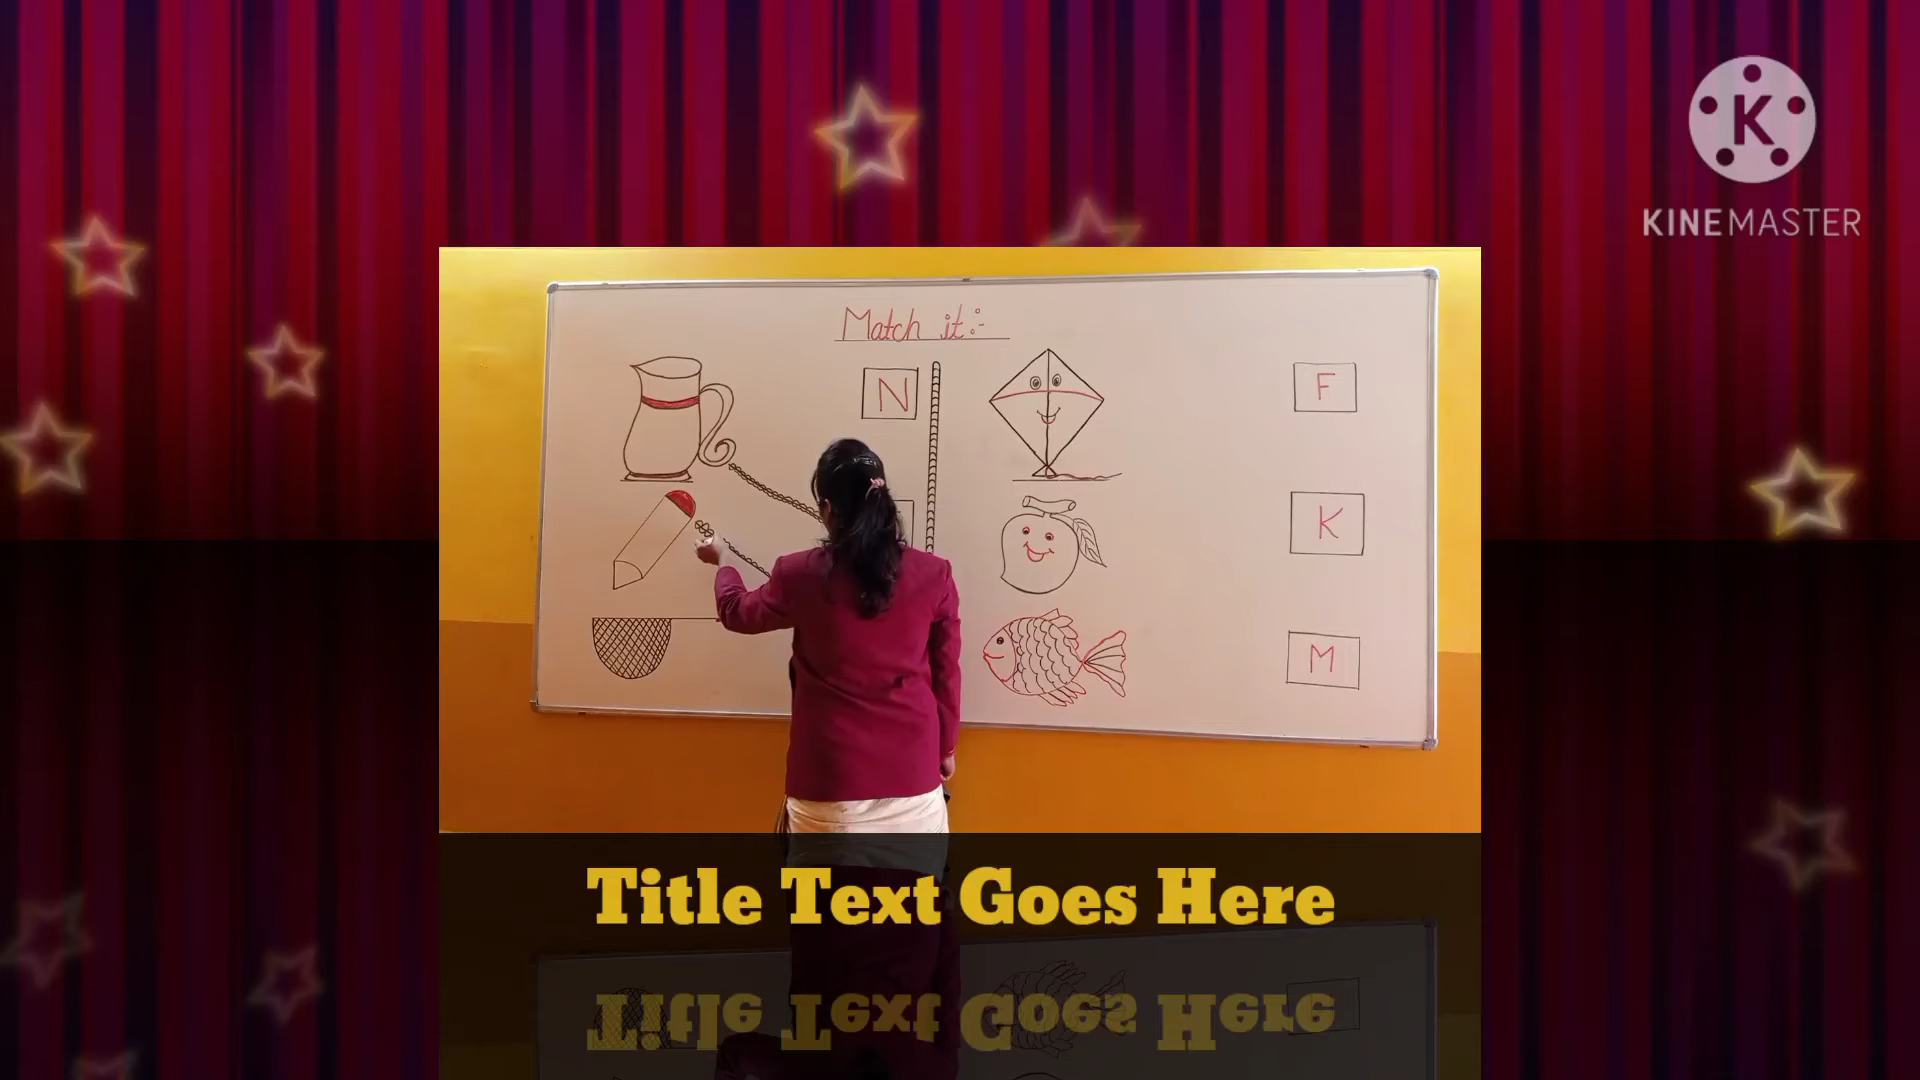 K
KINEMASTER
Match it:-
N
F
K
M
Title Text Goes Here
Title Text Goes Here